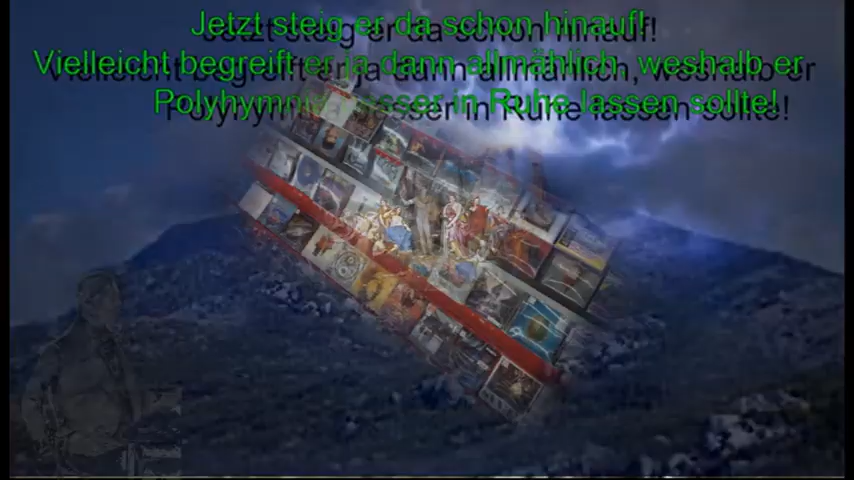 Jetzt steig er da schon hinauf!
Vielleicht begreift er ja dann allmählich, weshalb er
Polyhymnia besser in Ruhe lassen sollte!